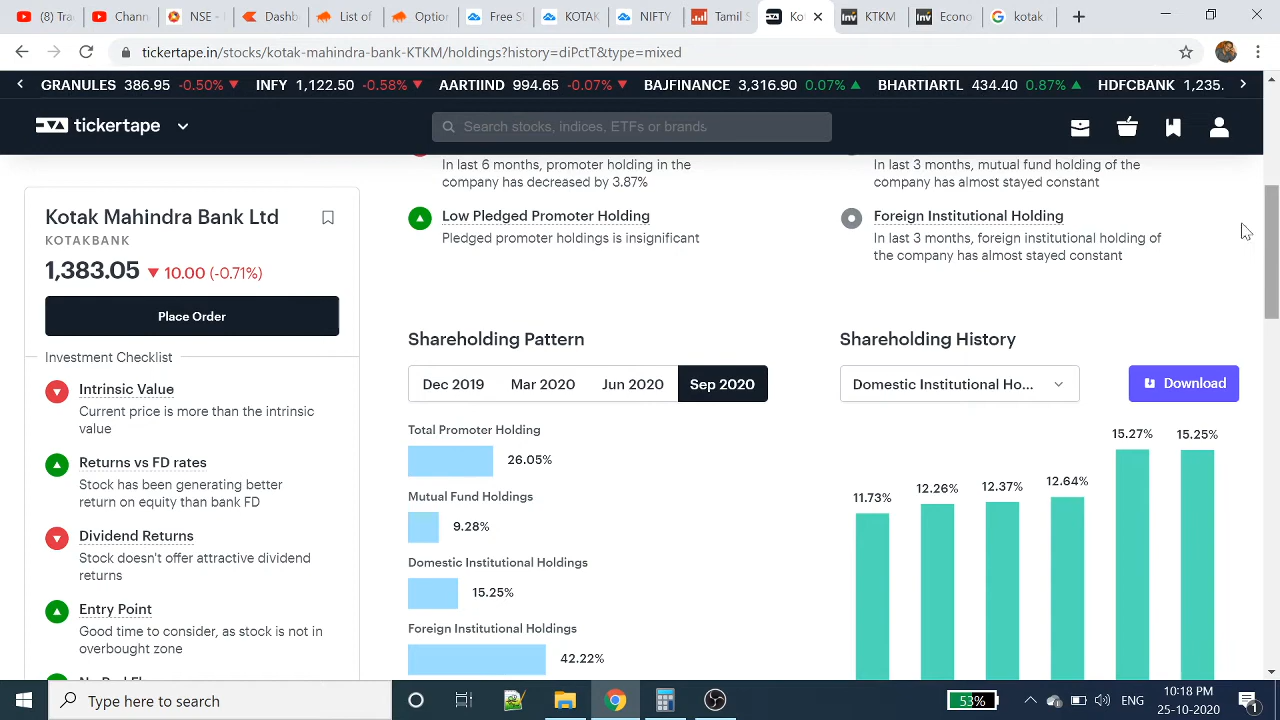 (1)
Chart
NSE -
Dashb
List of
Option
Free S
KOTAK
NIFTY
Tamil S
Ko
KTKM
Econo
kotak
tickertape.in/stocks/kotak-mahindra-bank-KTKM/holdings?history=diPctT&type=mixed
GRANULES 386.95 -0.50% ▼ INFY 1,122.50 -0.58% ▼ AARTIIND 994.65 -0.07% ▼ BAJFINANCE 3,316.90 0.07% ▲ BHARTIARTL 434.40 0.87% ▲ HDFCBANK 1,235.
tickertape
Search stocks, indices, ETFs or brands
Kotak Mahindra Bank Ltd
KOTAKBANK
1,383.05 ▼ 10.00 (-0.71%)
Place Order
Investment Checklist
Intrinsic Value
Current price is more than the intrinsic
value
Returns vs FD rates
Stock has been generating better
return on equity than bank FD
Dividend Returns
Stock doesn't offer attractive dividend
returns
Entry Point
Good time to consider, as stock is not in
overbought zone
In last 6 months, promoter holding in the
company has decreased by 3.87%
Low Pledged Promoter Holding
Pledged promoter holdings is insignificant
In last 3 months, mutual fund holding of the
company has almost stayed constant
Foreign Institutional Holding
In last 3 months, foreign institutional holding of
the company has almost stayed constant
Shareholding Pattern
Dec 2019 Mar 2020 Jun 2020 Sep 2020
Total Promoter Holding
26.05%
Mutual Fund Holdings
9.28%
Domestic Institutional Holdings
15.25%
Foreign Institutional Holdings
42.22%
Shareholding History
Domestic Institutional Ho...
Download
11.73% 12.26% 12.37% 12.64% 15.27% 15.25%
Type here to search
53%
ENG
10:18 PM
25-10-2020
1